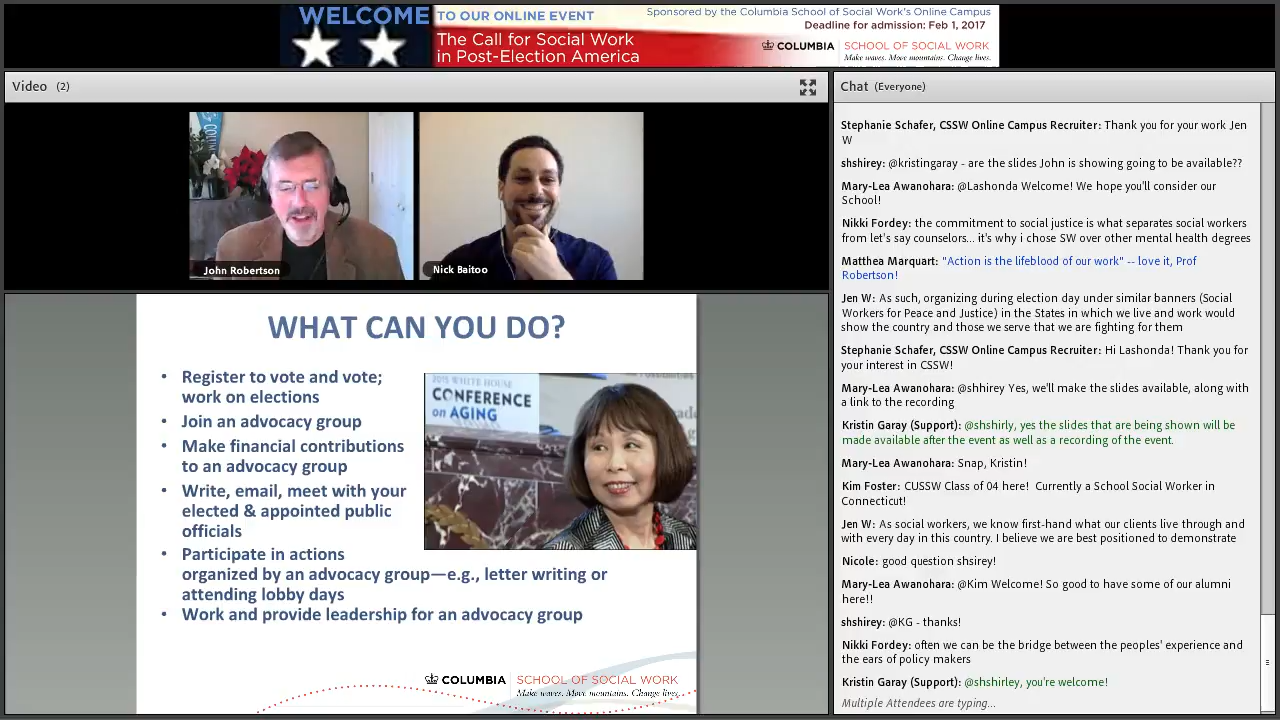 WELCOME TO OUR ONLINE EVENT
The Call for Social Work
in Post-Election America
Sponsored by the Columbia School of Social Work's Online Campus
Deadline for admission: Feb 1, 2017
COLUMBIA SCHOOL OF SOCIAL WORK
Make waves. Move mountains. Change lives.
Video (2)
John Robertson
Nick Baitoo
WHAT CAN YOU DO?
• Register to vote and vote;
work on elections
• Join an advocacy group
• Make financial contributions
to an advocacy group
• Write, email, meet with your
elected & appointed public
officials
• Participate in actions
organized by an advocacy group—e.g., letter writing or
attending lobby days
• Work and provide leadership for an advocacy group
2015 WHITE HOUSE
CONFERENCE
on AGING
COLUMBIA SCHOOL OF SOCIAL WORK
Make waves. Move mountains. Change lives.
Chat (Everyone)
Stephanie Schafer, CSSW Online Campus Recruiter: Thank you for your work Jen
W
shshirey: @kristingaray - are the slides John is showing going to be available??
Mary-Lea Awanohara: @Lashonda Welcome! We hope you'll consider our
School!
Nikki Fordey: the commitment to social justice is what separates social workers
from let's say counselors... it's why i chose SW over other mental health degrees
Matthea Marquart: "Action is the lifeblood of our work" -- love it, Prof
Robertson!
Jen W: As such, organizing during election day under similar banners (Social
Workers for Peace and Justice) in the States in which we live and work would
show the country and those we serve that we are fighting for them
Stephanie Schafer, CSSW Online Campus Recruiter: Hi Lashonda! Thank you for
your interest in CSSW!
Mary-Lea Awanohara: @shhirey Yes, we'll make the slides available, along with
a link to the recording
Kristin Garay (Support): @shshirly, yes the slides that are being shown will be
made available after the event as well as a recording of the event.
Mary-Lea Awanohara: Snap, Kristin!
Kim Foster: CUSSW Class of 04 here! Currently a School Social Worker in
Connecticut!
Jen W: As social workers, we know first-hand what our clients live through and
with every day in this country. I believe we are best positioned to demonstrate
Nicole: good question shsirey!
Mary-Lea Awanohara: @Kim Welcome! So good to have some of our alumni
here!!
shshirey: @KG - thanks!
Nikki Fordey: often we can be the bridge between the peoples' experience and
the ears of policy makers
Kristin Garay (Support): @shshirley, you're welcome!
Multiple Attendees are typing...